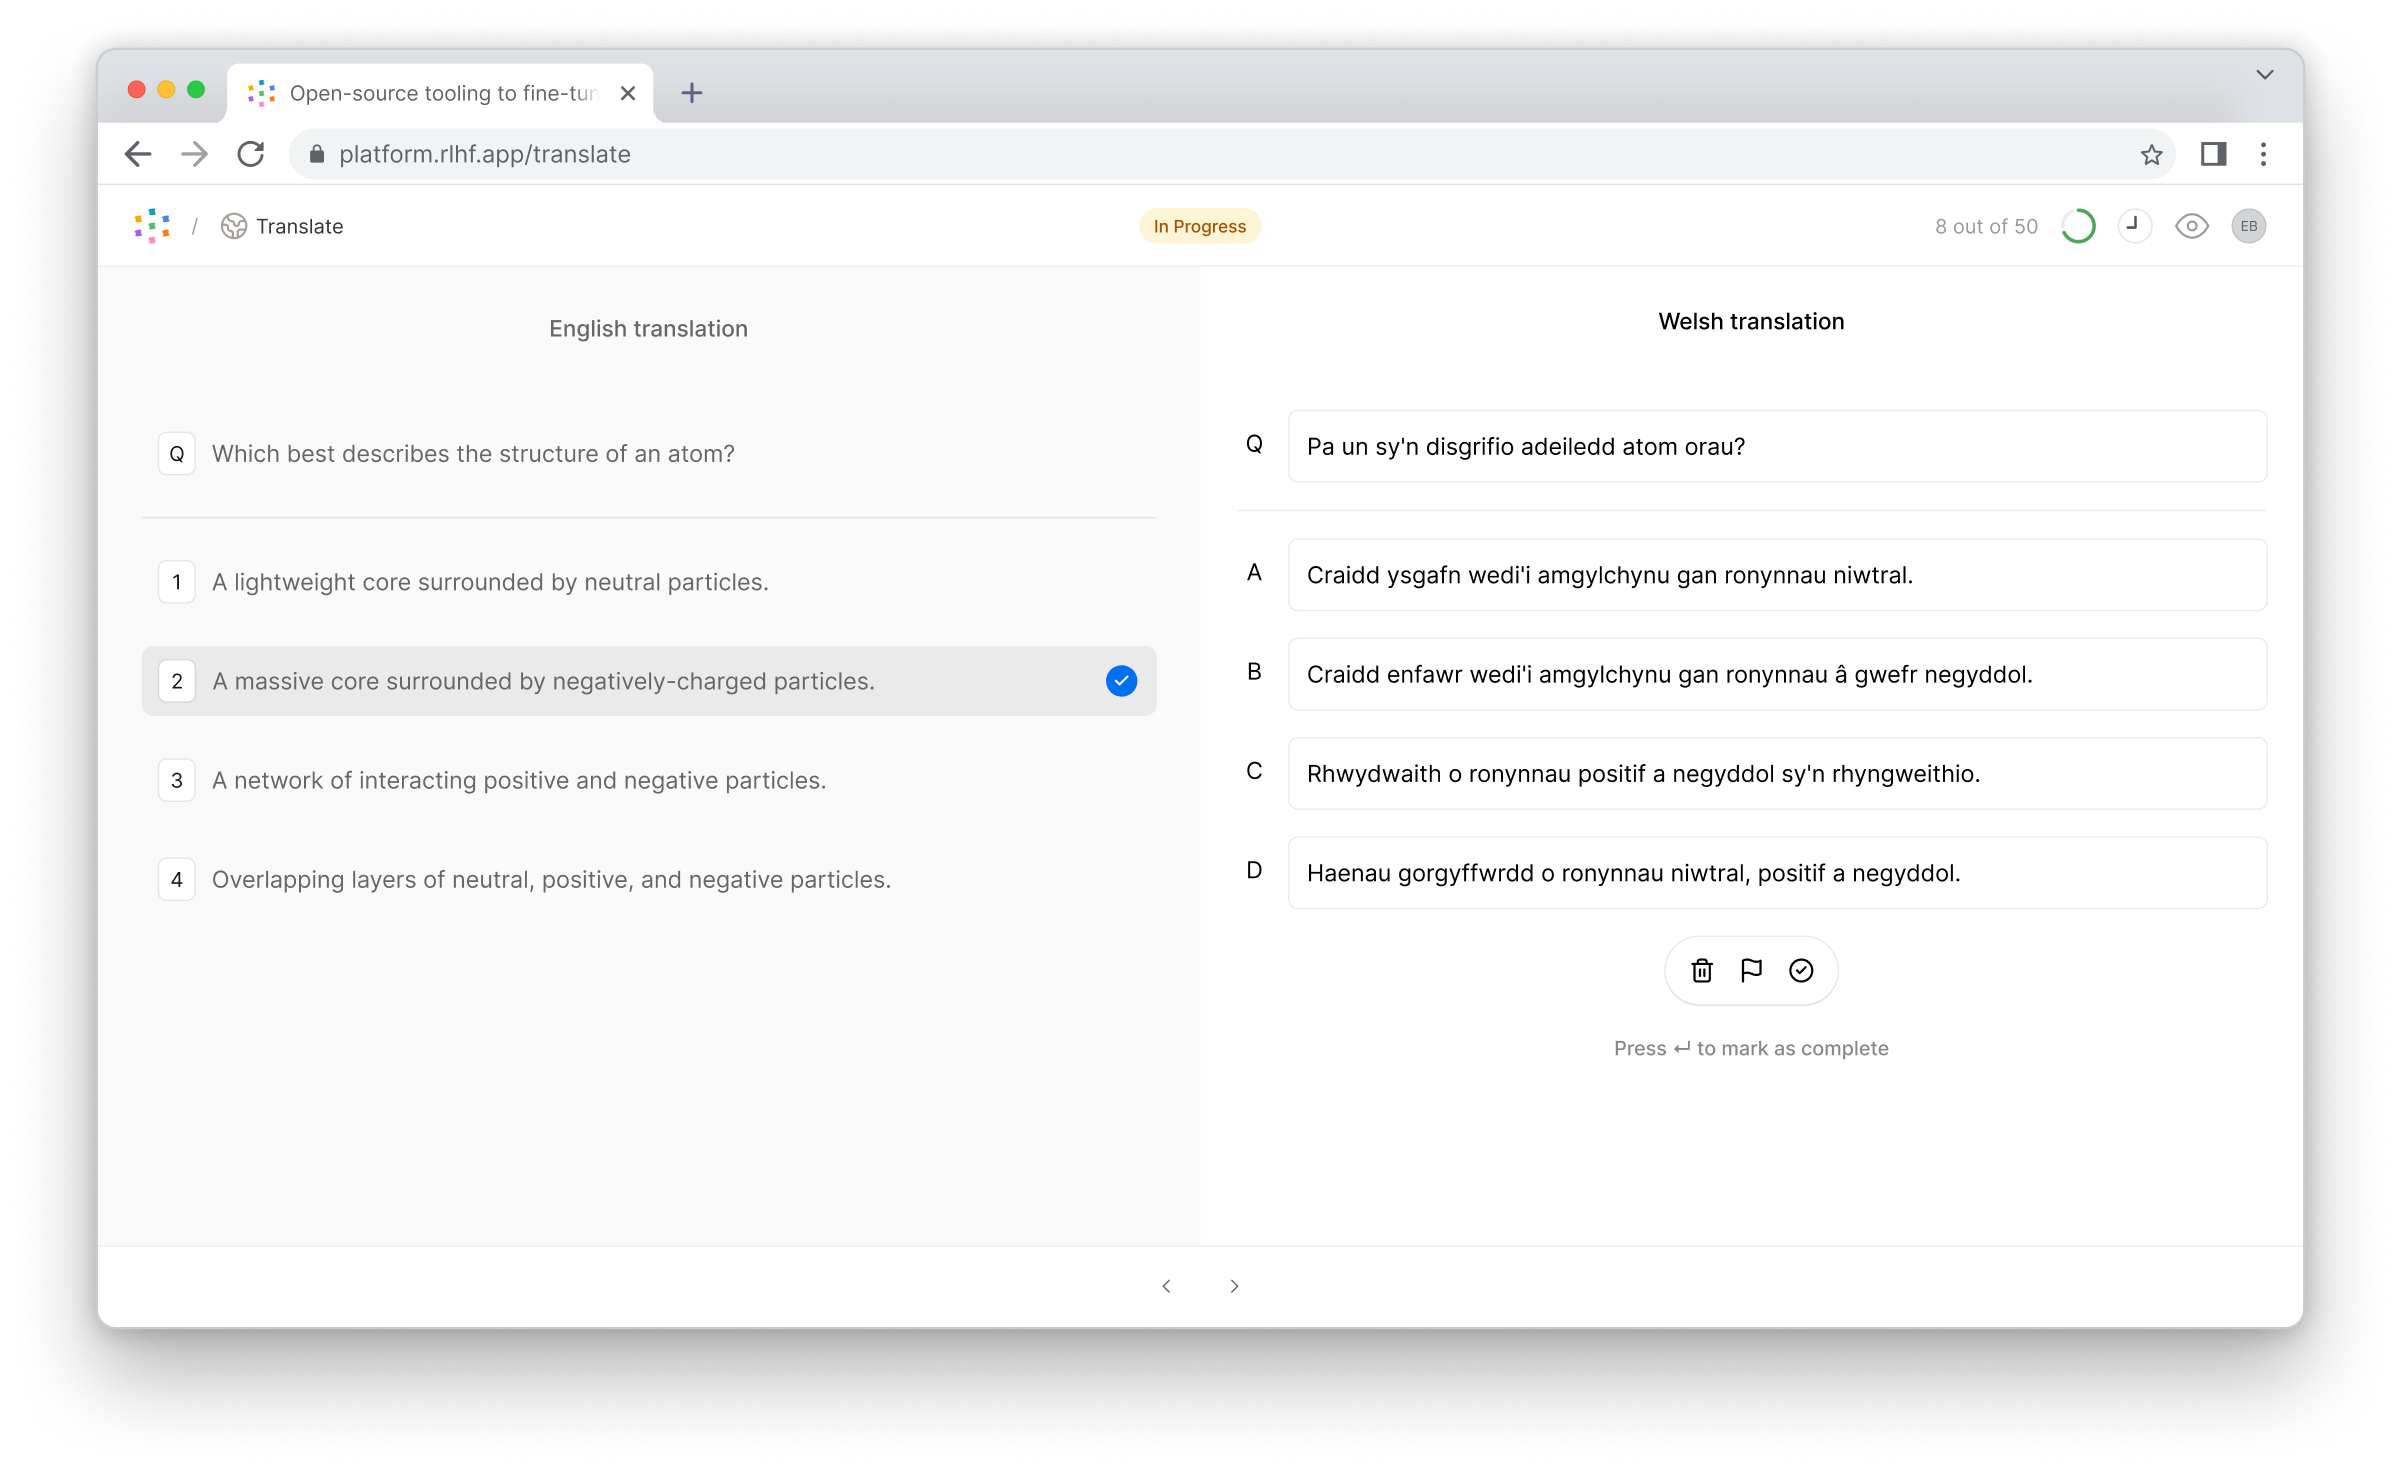 Open-source tooling to fine-tun
platform.rlhf.app/translate
/ Translate
In Progress
8 out of 50
EB
English translation
Q Which best describes the structure of an atom?
1 A lightweight core surrounded by neutral particles.
2 A massive core surrounded by negatively-charged particles.
3 A network of interacting positive and negative particles.
4 Overlapping layers of neutral, positive, and negative particles.
Welsh translation
Q Pa un sy'n disgrifio adeiledd atom orau?
A Craidd ysgafn wedi'i amgylchynu gan ronynnau niwtral.
B Craidd enfawr wedi'i amgylchynu gan ronynnau â gwefr negyddol.
C Rhwydwaith o ronynnau positif a negyddol sy'n rhyngweithio.
D Haenau gorgyffwrdd o ronynnau niwtral, positif a negyddol.
Press ↵ to mark as complete